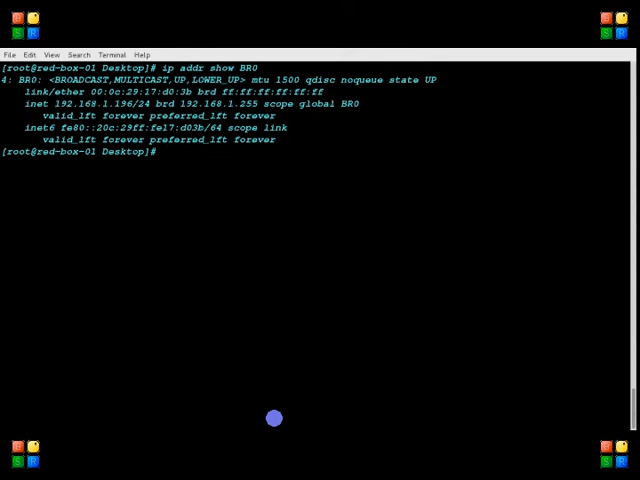 File Edit View Search Terminal Help
[root@red-box-01 Desktop]# ip addr show BR0
4: BR0: <BROADCAST,MULTICAST,UP,LOWER_UP> mtu 1500 qdisc noqueue state UP
link/ether 00:0c:29:17:d0:3b brd ff:ff:ff:ff:ff:ff
inet 192.168.1.196/24 brd 192.168.1.255 scope global BR0
valid_lft forever preferred_lft forever
inet6 fe80::20c:29ff:fe17:d03b/64 scope link
valid_lft forever preferred_lft forever
[root@red-box-01 Desktop]#